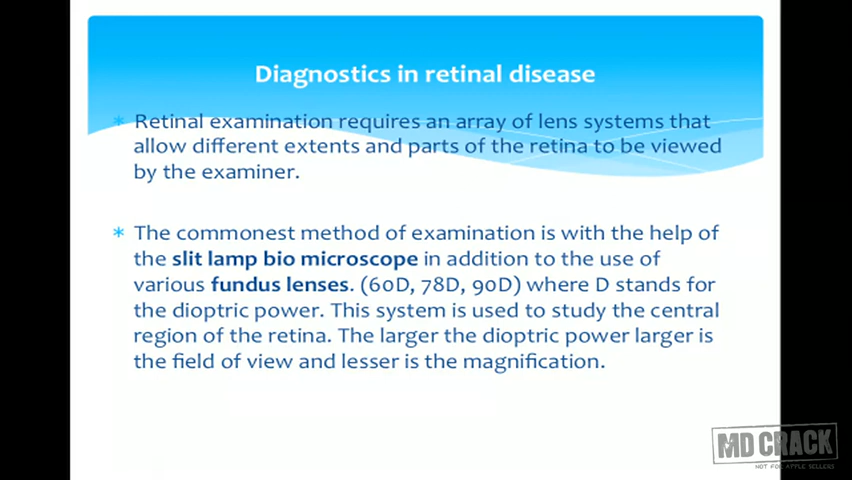 Diagnostics in retinal disease
* Retinal examination requires an array of lens systems that
allow different extents and parts of the retina to be viewed
by the examiner.
* The commonest method of examination is with the help of
the slit lamp bio microscope in addition to the use of
various fundus lenses. (60D, 78D, 90D) where D stands for
the dioptric power. This system is used to study the central
region of the retina. The larger the dioptric power larger is
the field of view and lesser is the magnification.
MD CRACK
NOT FOR APPLE SELLERS